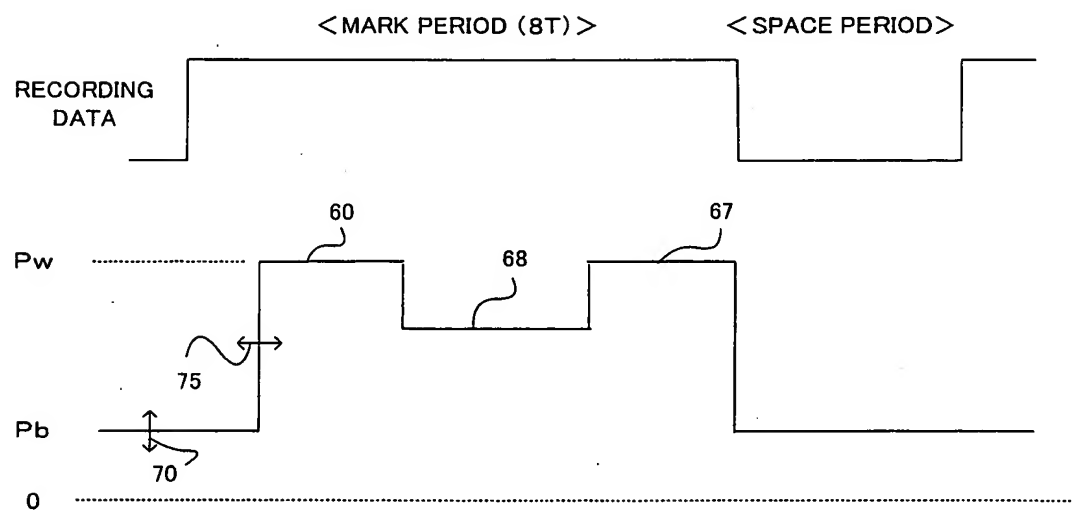 <MARK PERIOD (8T)> <SPACE PERIOD>
RECORDING
DATA
60
67
Pw
68
75
Pb
70
0